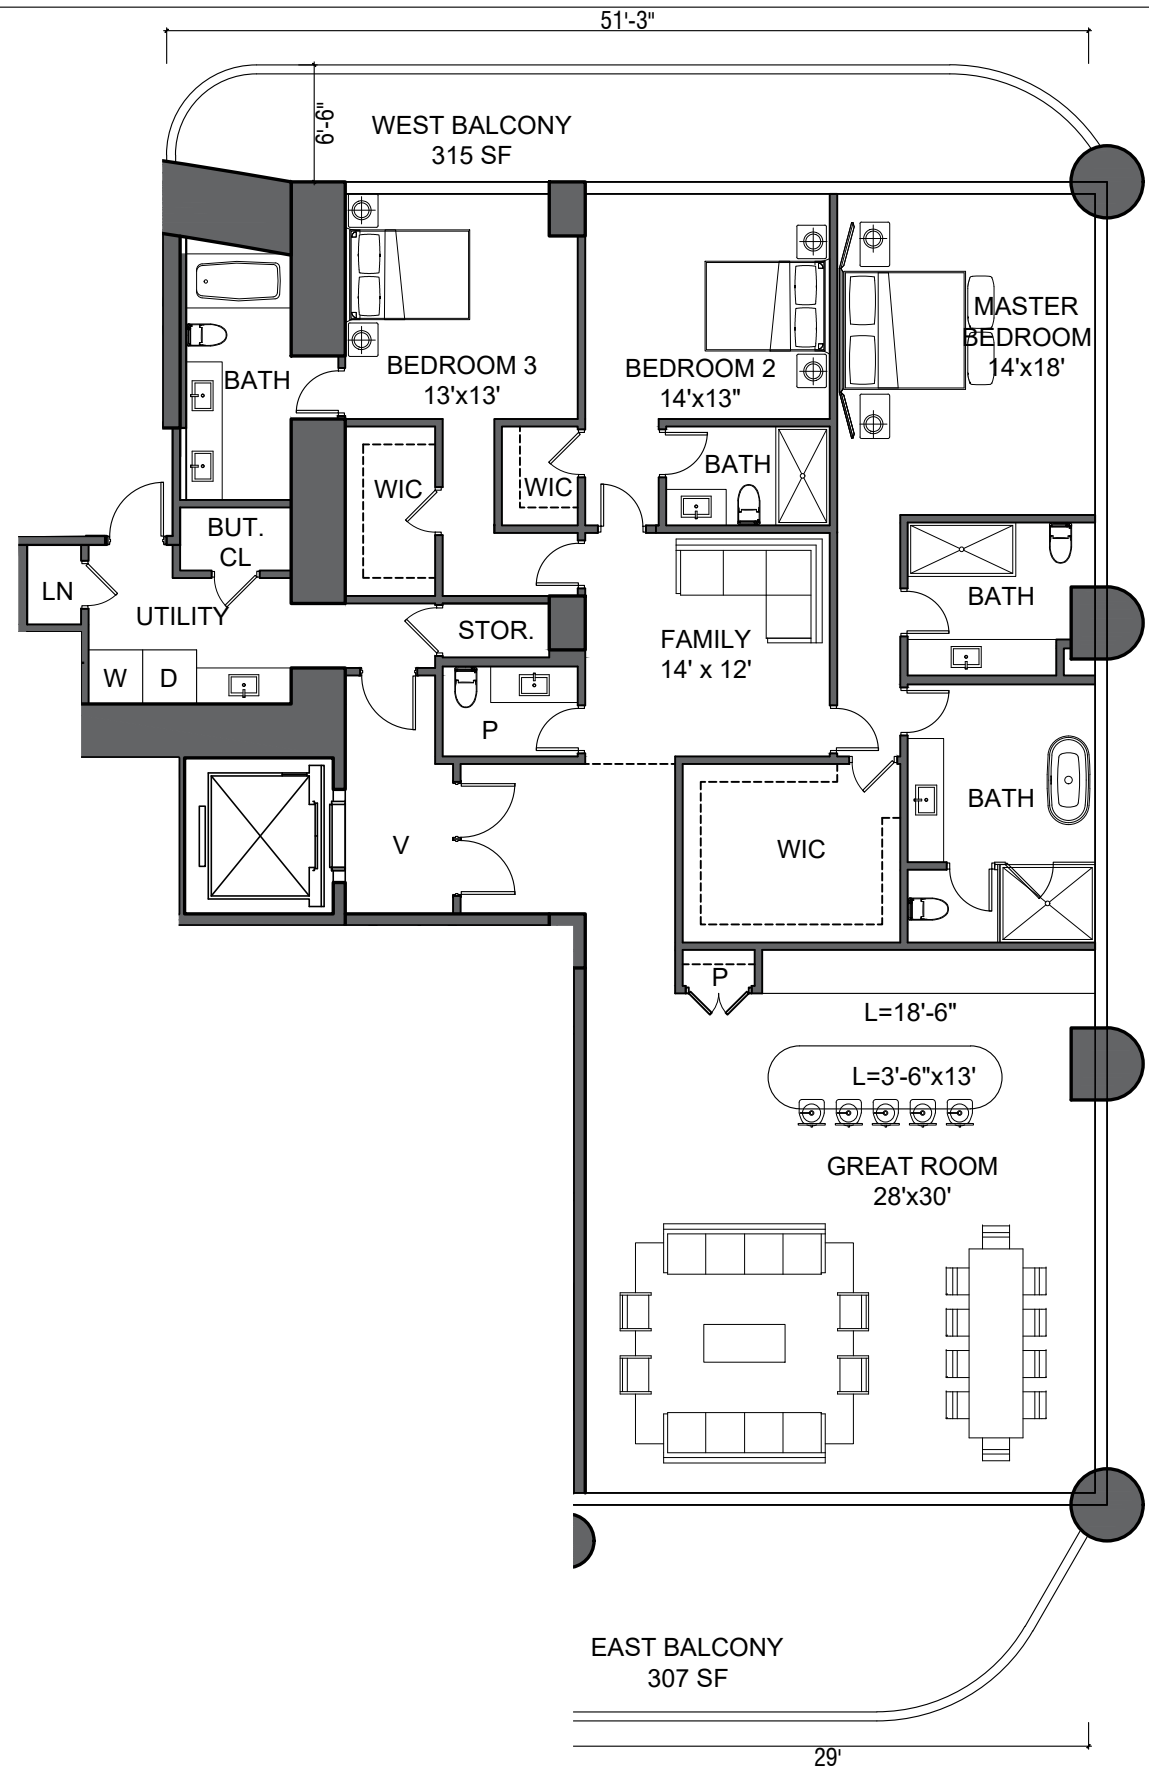 51'-3"
6'-6"
WEST BALCONY
315 SF
BEDROOM 3
13'x13'
BEDROOM 2
14'x13"
MASTER
BEDROOM
14'x18'
BATH
WIC
WIC
BATH
BUT.
CL
LN
UTILITY
STOR.
FAMILY
14' x 12'
BATH
W
D
P
V
WIC
BATH
P
L=18'-6"
L=3'-6"x13'
GREAT ROOM
28'x30'
EAST BALCONY
307 SF
29'